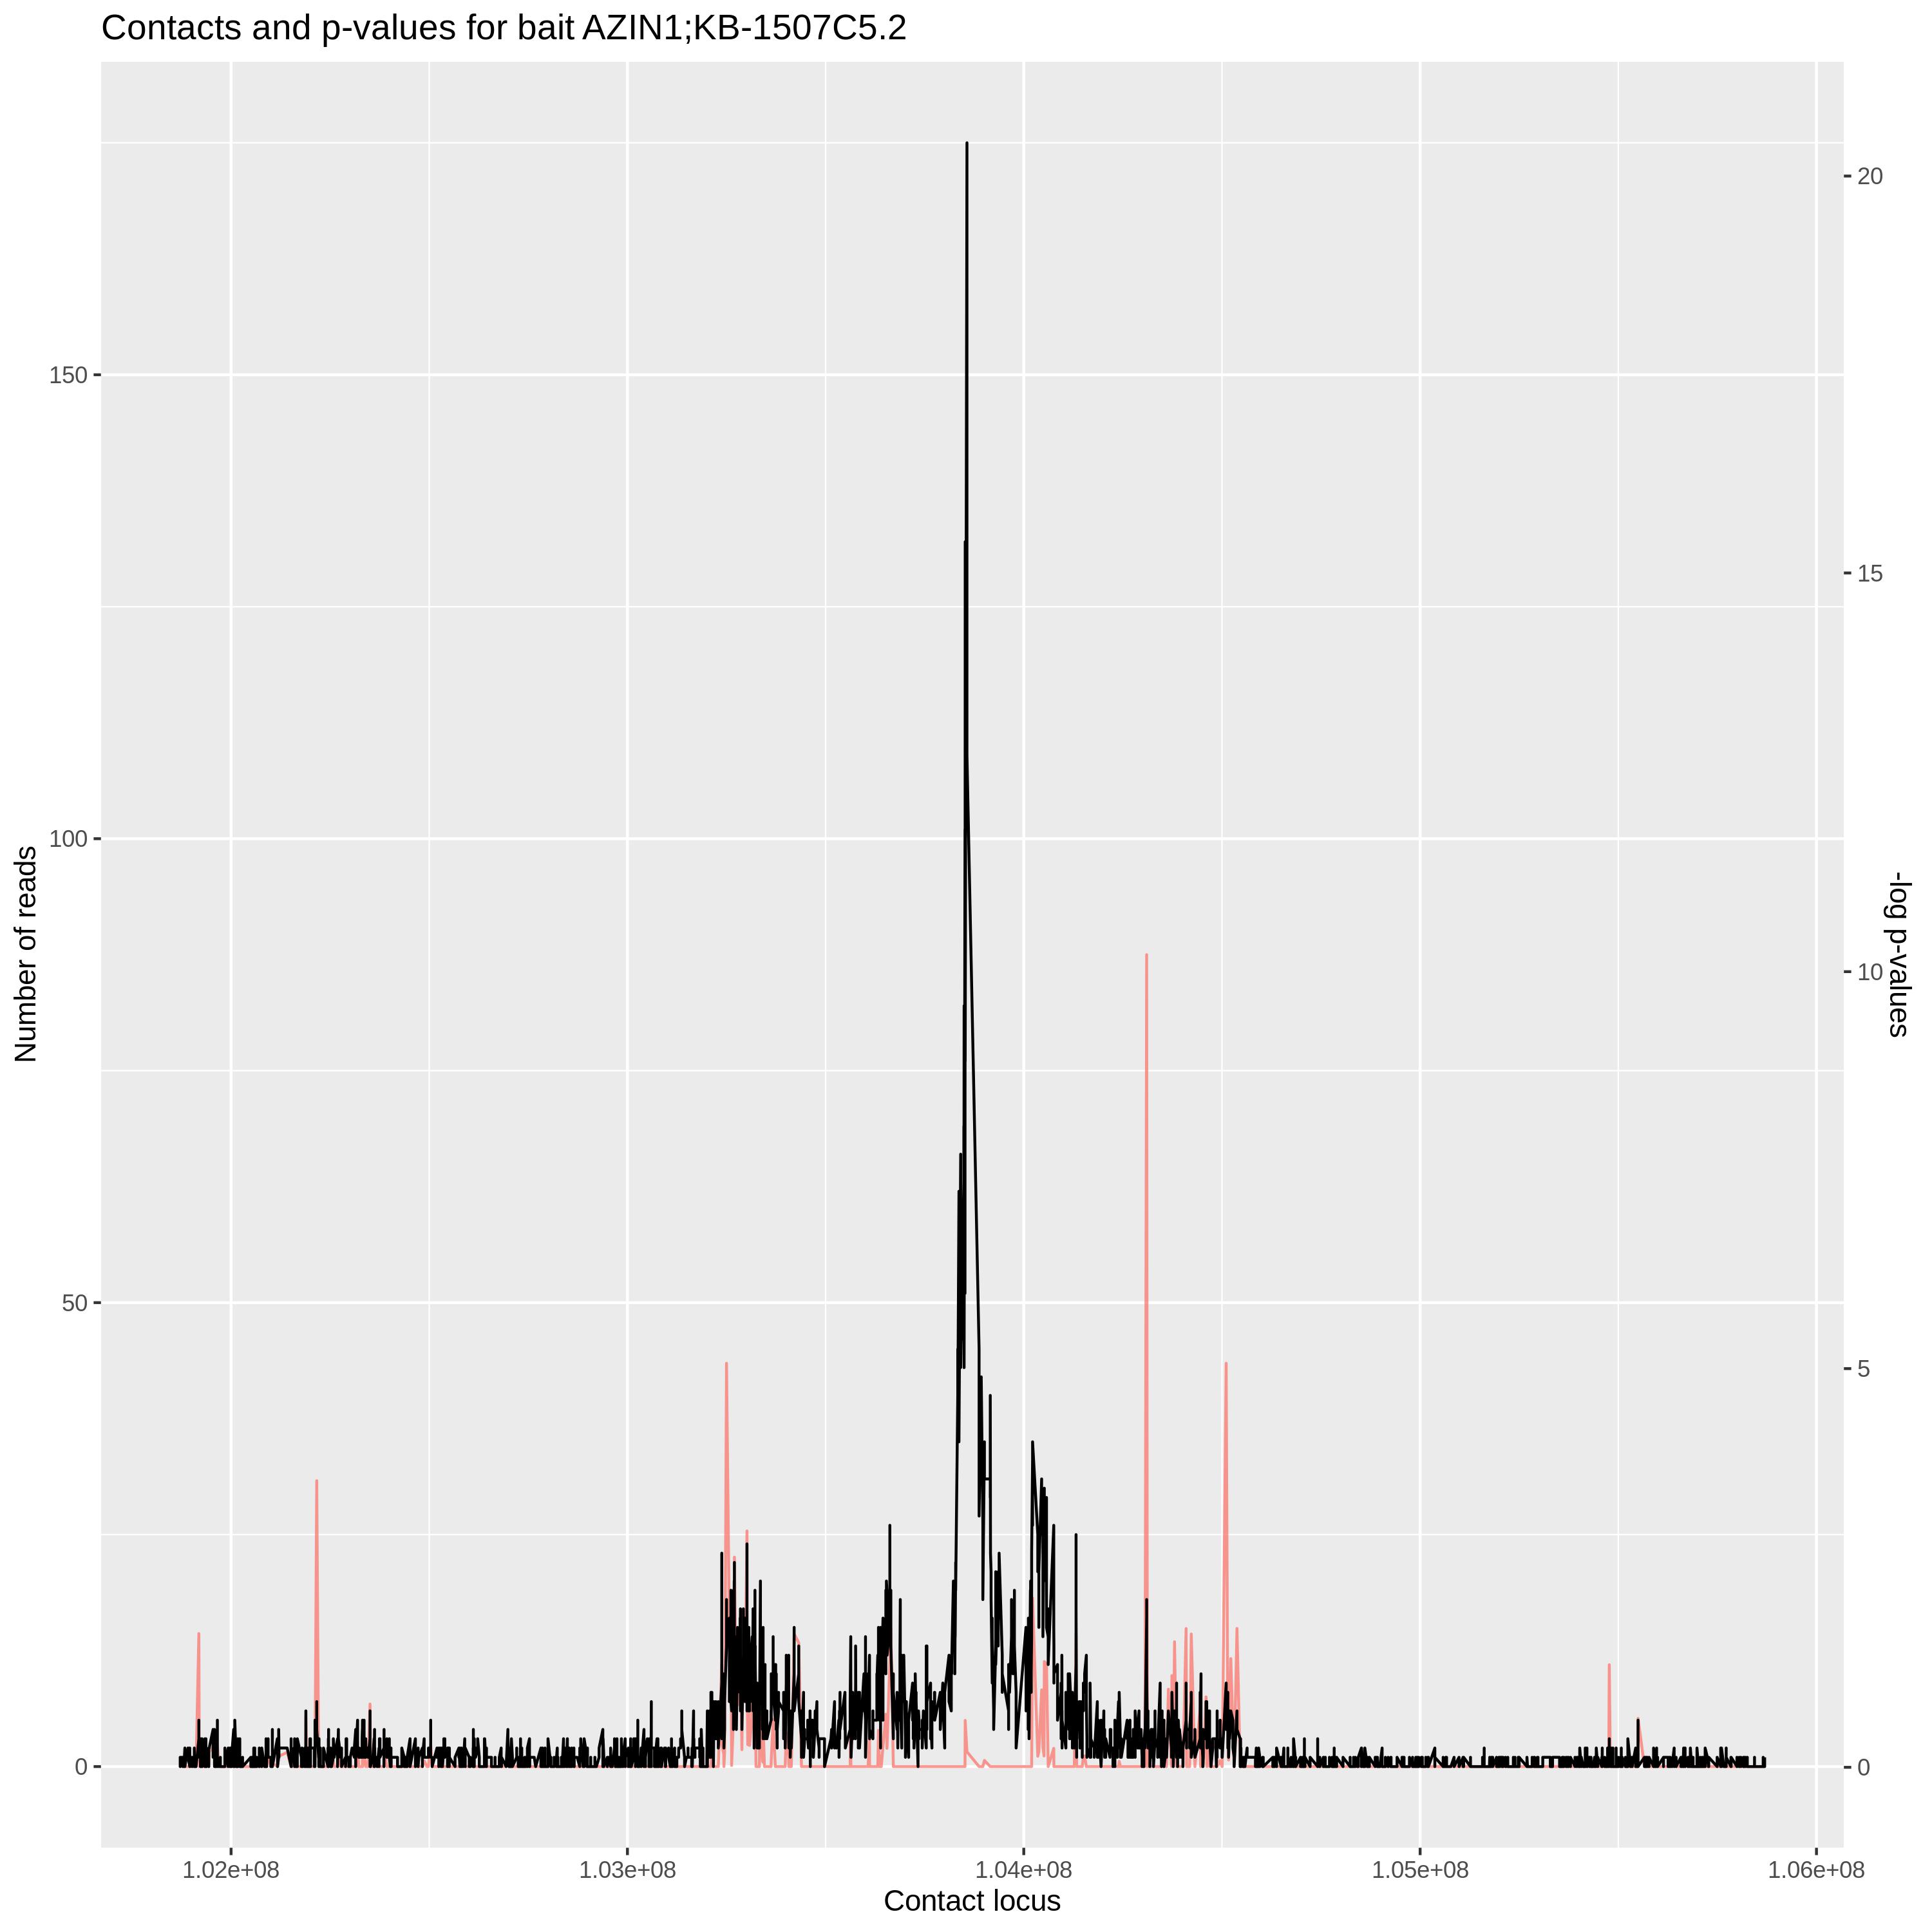 Contacts and p-values for bait AZIN1;KB-1507C5.2
Number of reads
150
100
50
0
20
15
10
5
0
-log p-values
1.02e+08 1.03e+08 1.04e+08 1.05e+08 1.06e+08
Contact locus